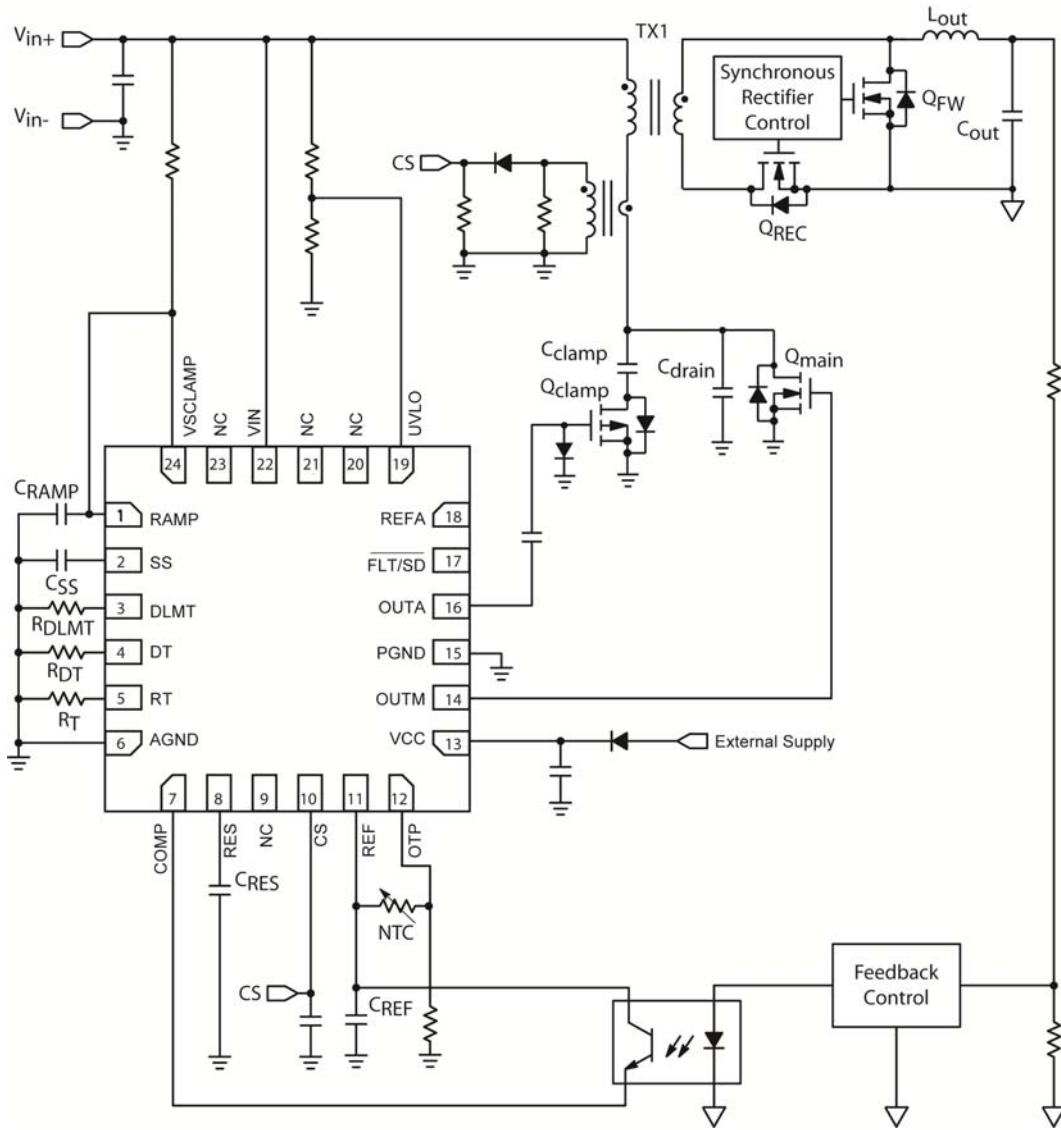 Vin+
Vin-
TX1
Lout
Synchronous
Rectifier
Control
QFW
Cout
QREC
CS
Cclamp
Qclamp
Cdrain
Qmain
VSCLAMP
NC
VIN
NC
NC
UVLO
24
23
22
21
20
19
CRAMP
1
RAMP
REFA
18
2
SS
FLT/SD
17
CSS
3
DLMT
OUTA
16
RDLMT
4
DT
PGND
15
RDT
5
RT
OUTM
14
RT
6
AGND
VCC
13
External Supply
7
8
9
10
11
12
COMP
RES
NC
CS
REF
OTP
CRES
NTC
CS
CREF
Feedback
Control